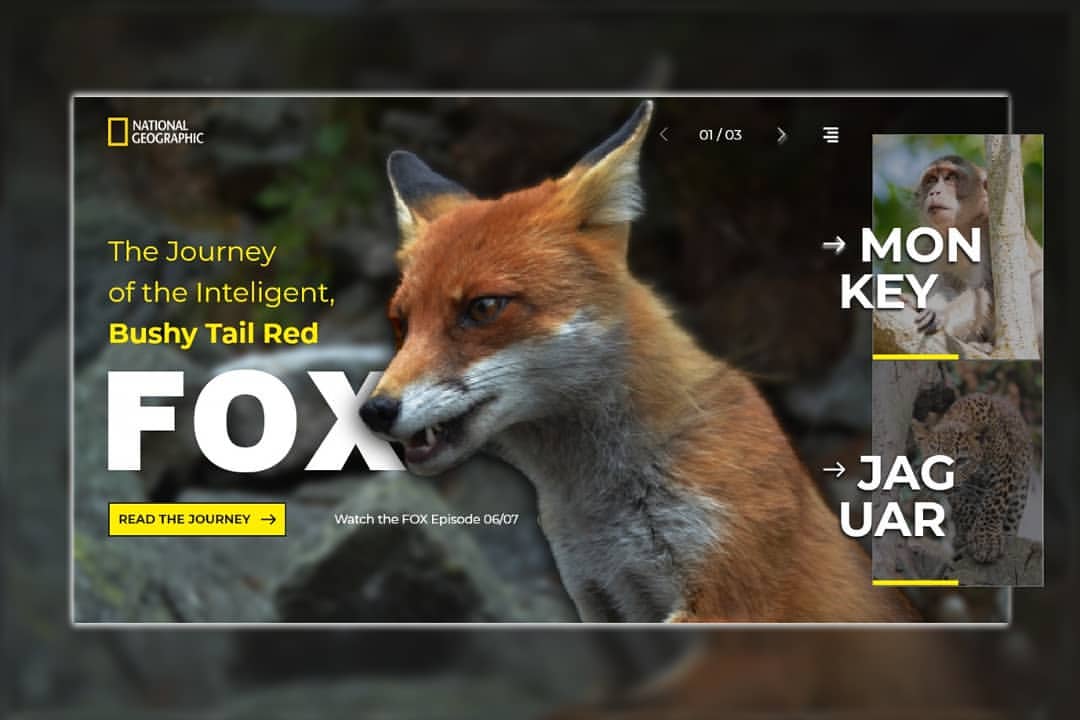 NATIONAL
GEOGRAPHIC
01 / 03
The Journey
of the Inteligent,
Bushy Tail Red
FOX
READ THE JOURNEY →
Watch the FOX Episode 06/07
→ MON
KEY
→ JAG
UAR